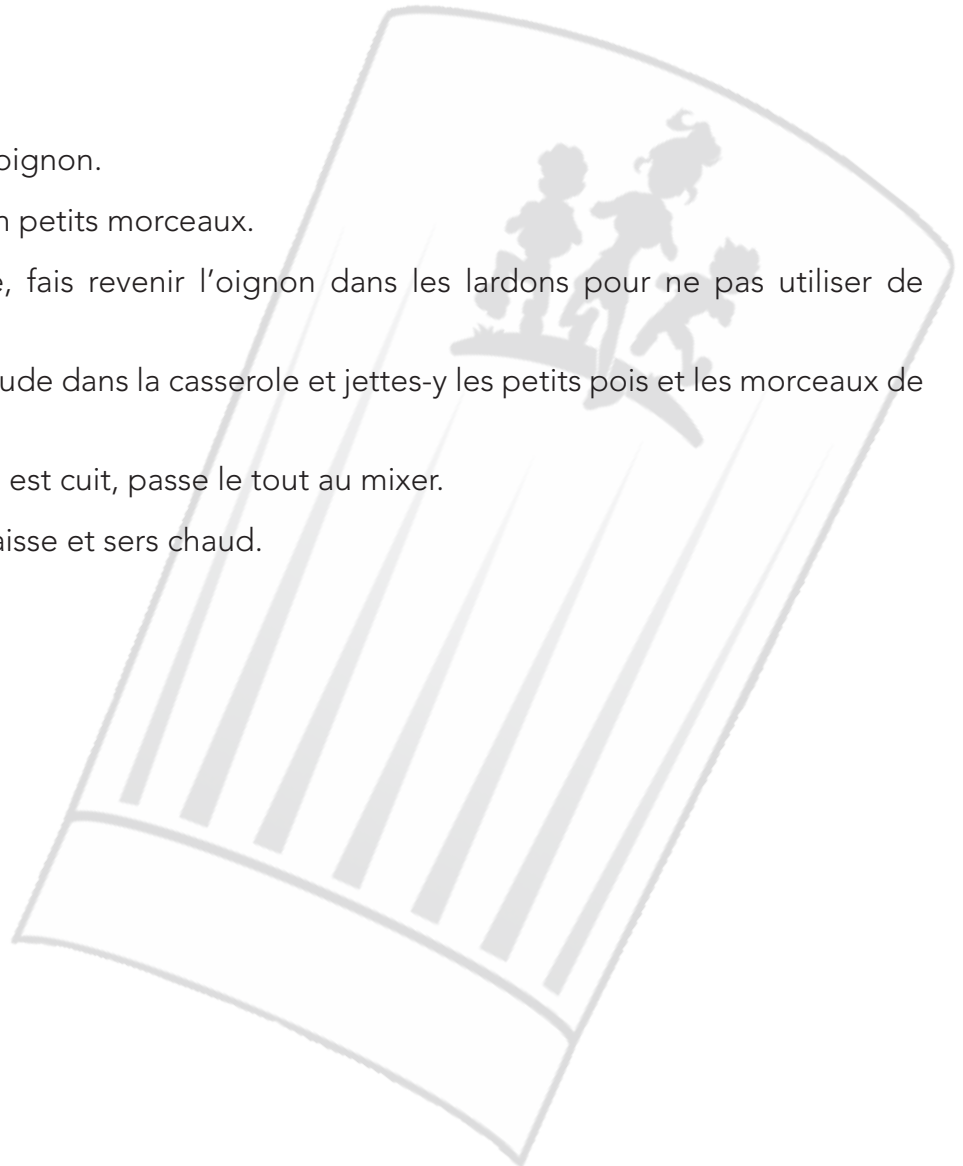 oignon.
n petits morceaux.
e, fais revenir l’oignon dans les lardons pour ne pas utiliser de
ude dans la casserole et jettes-y les petits pois et les morceaux de
est cuit, passe le tout au mixer.
aisse et sers chaud.